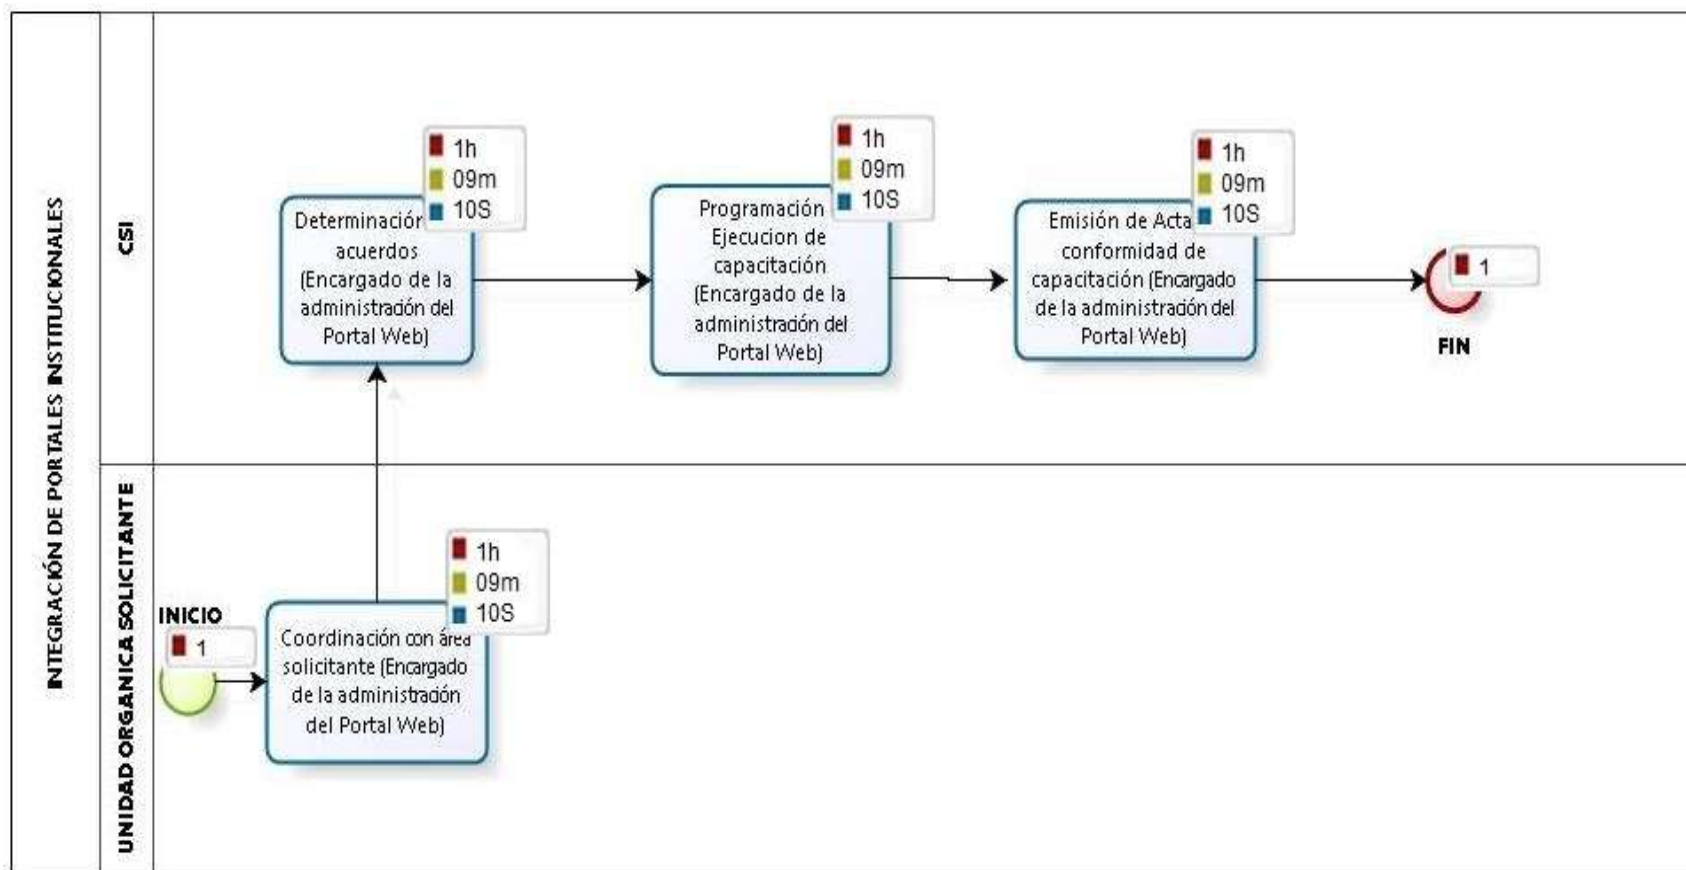 INTEGRACIÓN DE PORTALES INSTITUCIONALES
CSI
1h
09m
10S
Determinación
acuerdos
(Encargado de la
administración del
Portal Web)
1h
09m
10S
Programación
Ejecucion de
capacitación
(Encargado de la
administración del
Portal Web)
1h
09m
10S
Emisión de Acta
conformidad de
capacitación (Encargado
de la administración del
Portal Web)
1
FIN
UNIDAD ORGANICA SOLICITANTE
INICIO
1
1h
09m
10S
Coordinación con área
solicitante (Encargado
de la administración
del Portal Web)